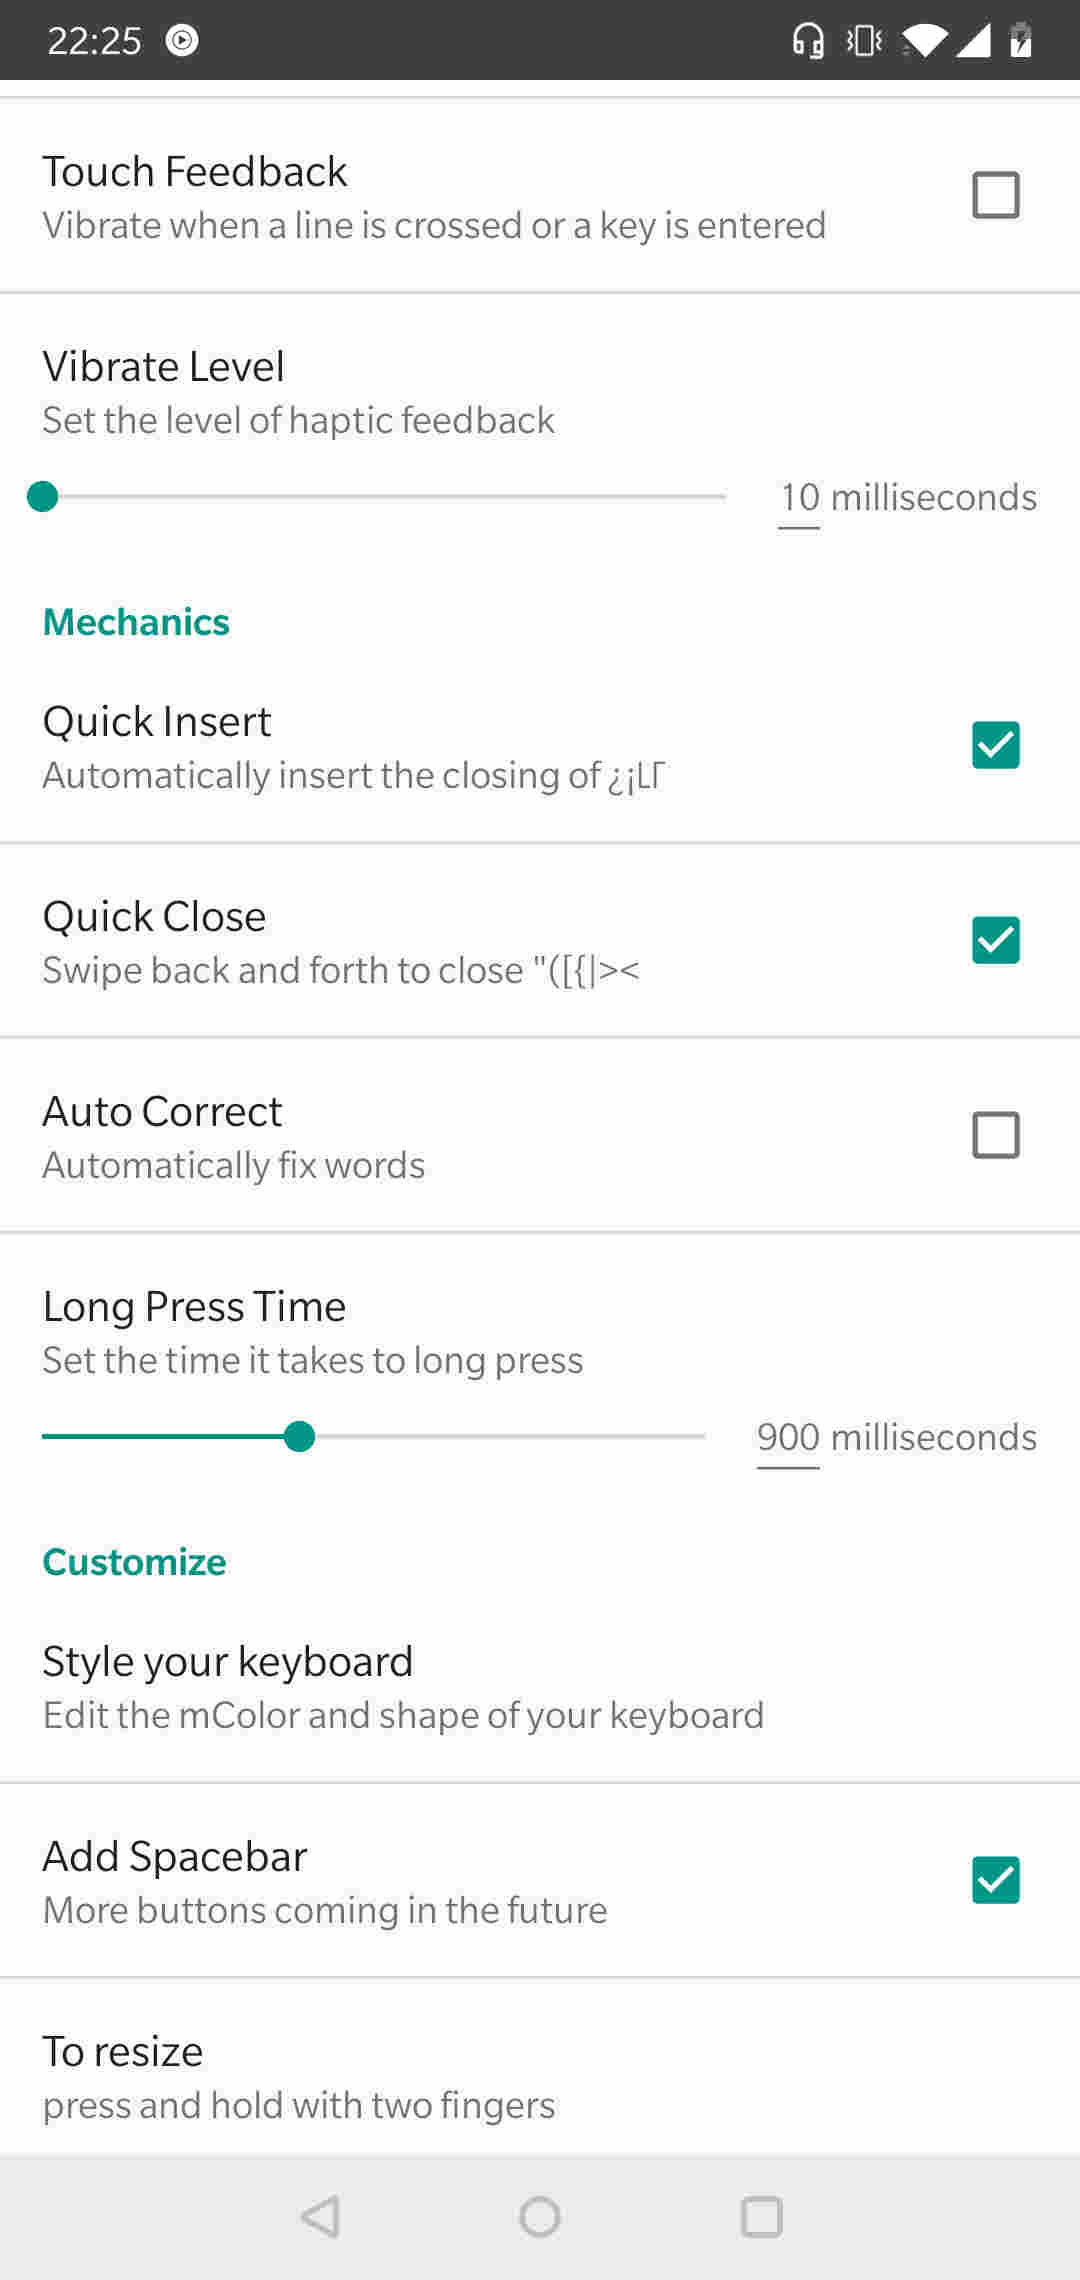 22:25
Touch Feedback
Vibrate when a line is crossed or a key is entered
Vibrate Level
Set the level of haptic feedback
10 milliseconds
Mechanics
Quick Insert
Automatically insert the closing of ¿¡LΓ
Quick Close
Swipe back and forth to close "([{|><
Auto Correct
Automatically fix words
Long Press Time
Set the time it takes to long press
900 milliseconds
Customize
Style your keyboard
Edit the mColor and shape of your keyboard
Add Spacebar
More buttons coming in the future
To resize
press and hold with two fingers